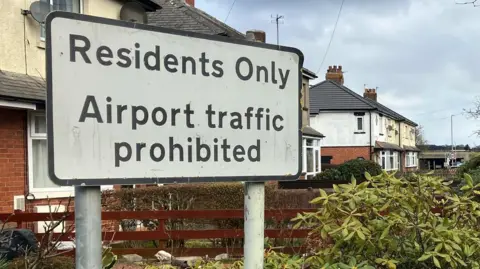 Residents Only
Airport traffic
prohibited